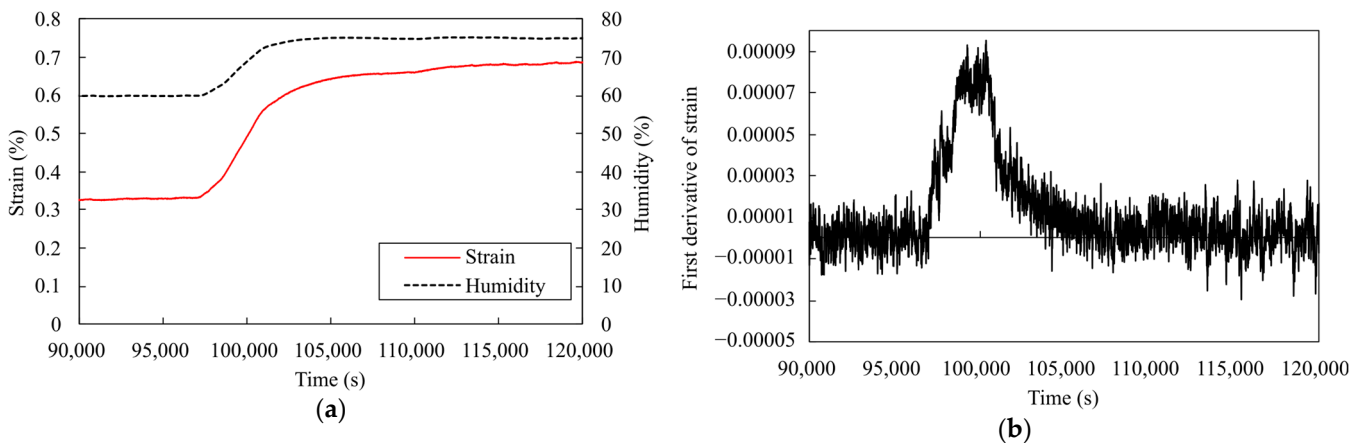 0.8
0.7
0.6
0.5
0.4
0.3
0.2
0.1
0
Strain (%)
80
70
60
50
40
30
20
10
0
Humidity (%)
Strain
Humidity
90,000 95,000 100,000 105,000 110,000 115,000 120,000
Time (s)
(a)
0.00009
0.00007
0.00005
0.00003
0.00001
−0.00001
−0.00003
−0.00005
First derivative of strain
90,000 95,000 100,000 105,000 110,000 115,000 120,000
Time (s)
(b)